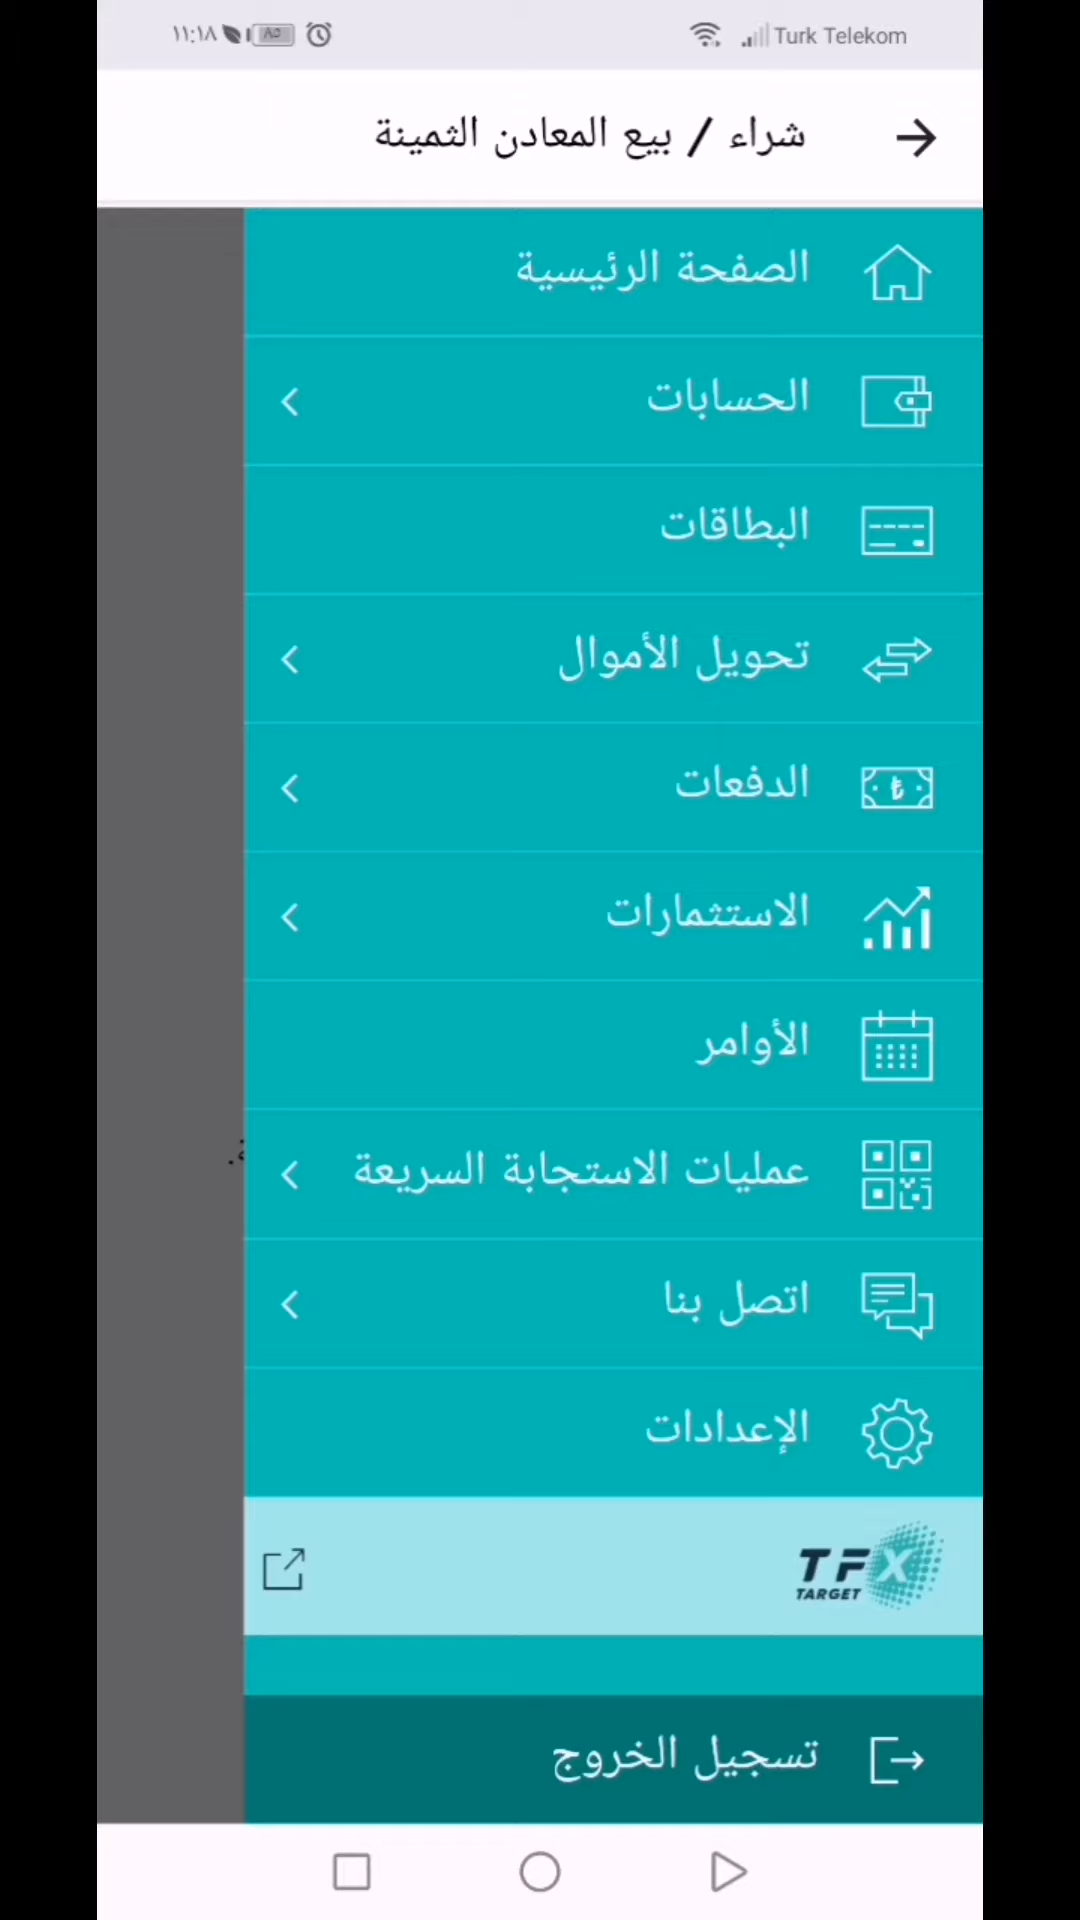 ١١:١٨ ٨٥ Turk Telekom
شراء / بيع المعادن الثمينة
الصفحة الرئيسية
الحسابات
البطاقات
تحويل الأموال
الدفعات
الاستثمارات
الأوامر
عمليات الاستجابة السريعة
اتصل بنا
الإعدادات
TFX
TARGET
تسجيل الخروج